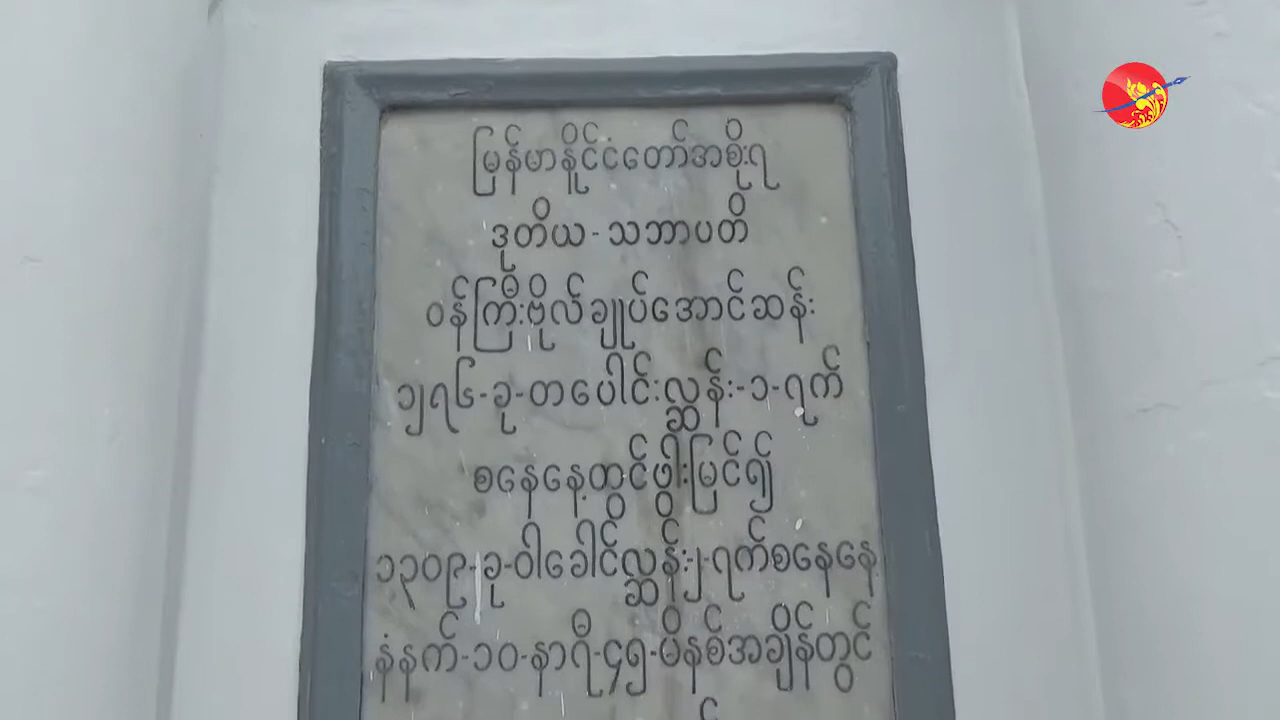 မြန်မာနိုင်ငံတော်အစိုးရ
ဒုတိယ-သဘာပတိ
ဝန်ကြီးဗိုလ်ချုပ်အောင်ဆန်း
၁၂၇၆-ခု-တပေါင်းလ္ဆန်း-၁-ရက်
စနေနေ့တွင်ဖွါးမြင်၍
၁၃၀၉-ခု-ဝါခေါင်လ္ဆန်း-၂-ရက်စနေနေ့
နံနက်-၁၀-နာရီ-၄၅-မိနစ်အချိန်တွင်